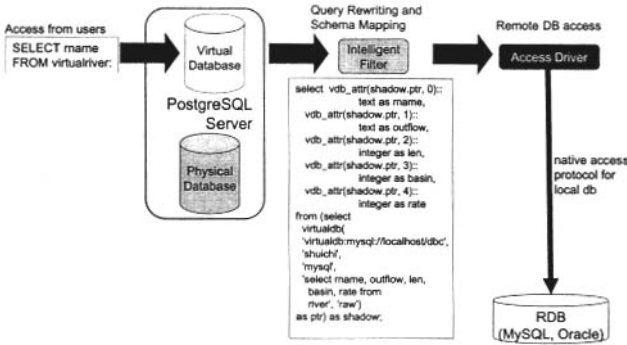 Access from users
SELECT rname
FROM virtualriver:
Virtual
Database
PostgreSQL
Server
Physical
Database
Query Rewriting and
Schema Mapping
Intelligent
Filter
select vdb_attr(shadow.ptr, 0)::
text as rname,
vdb_attr(shadow.ptr, 1)::
text as outflow,
vdb_attr(shadow.ptr, 2)::
integer as len,
vdb_attr(shadow.ptr, 3)::
integer as basin,
vdb_attr(shadow.ptr, 4)::
integer as rate
from (select
virtualdb(
'virtualdb:mysql://localhost/dbc',
'shuichi',
'mysql',
'select rname, outflow, len,
basin, rate from
river', 'raw')
as ptr) as shadow;
Remote DB access
Access Driver
native access
protocol for
local db
RDB
(MySQL, Oracle)